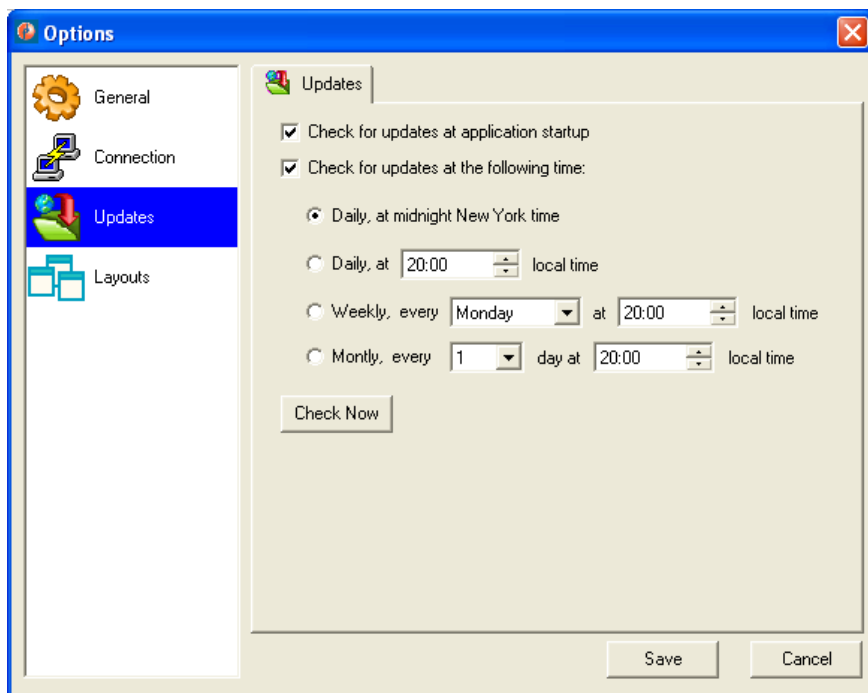 Options
General
Connection
Updates
Layouts
Updates
Check for updates at application startup
Check for updates at the following time:
Daily, at midnight New York time
Daily, at 20:00 local time
Weekly, every Monday at 20:00 local time
Montly, every 1 day at 20:00 local time
Check Now
Save Cancel